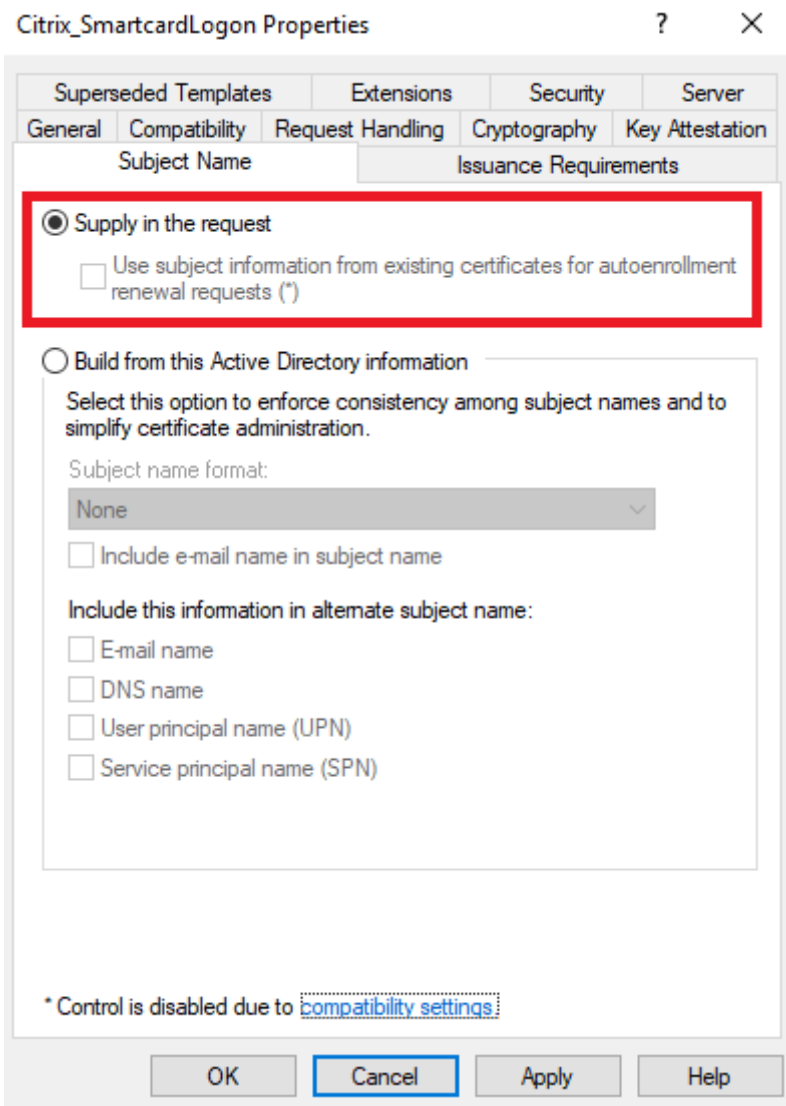 Citrix_SmartcardLogon Properties ? ×
Superseded Templates Extensions Security Server
General Compatibility Request Handling Cryptography Key Attestation
Subject Name Issuance Requirements
Supply in the request
Use subject information from existing certificates for autoenrollment
renewal requests (*)
Build from this Active Directory information
Select this option to enforce consistency among subject names and to
simplify certificate administration.
Subject name format:
None
Include e-mail name in subject name
Include this information in alternate subject name:
E-mail name
DNS name
User principal name (UPN)
Service principal name (SPN)
* Control is disabled due to compatibility settings.
OK Cancel Apply Help